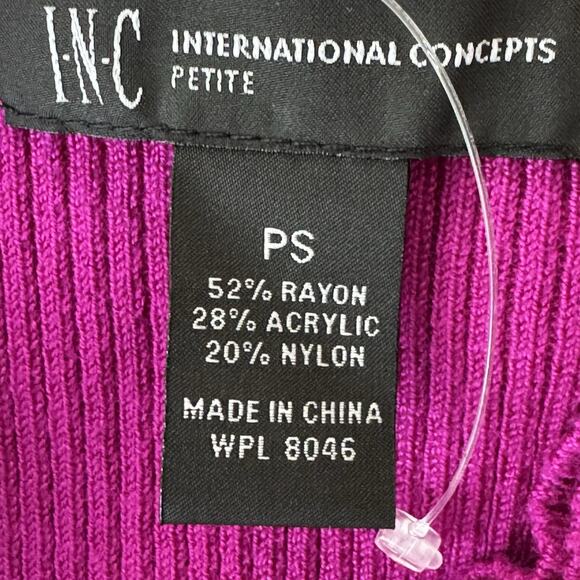 I·N·C INTERNATIONAL CONCEPTS
PETITE
PS
52% RAYON
28% ACRYLIC
20% NYLON
MADE IN CHINA
WPL 8046